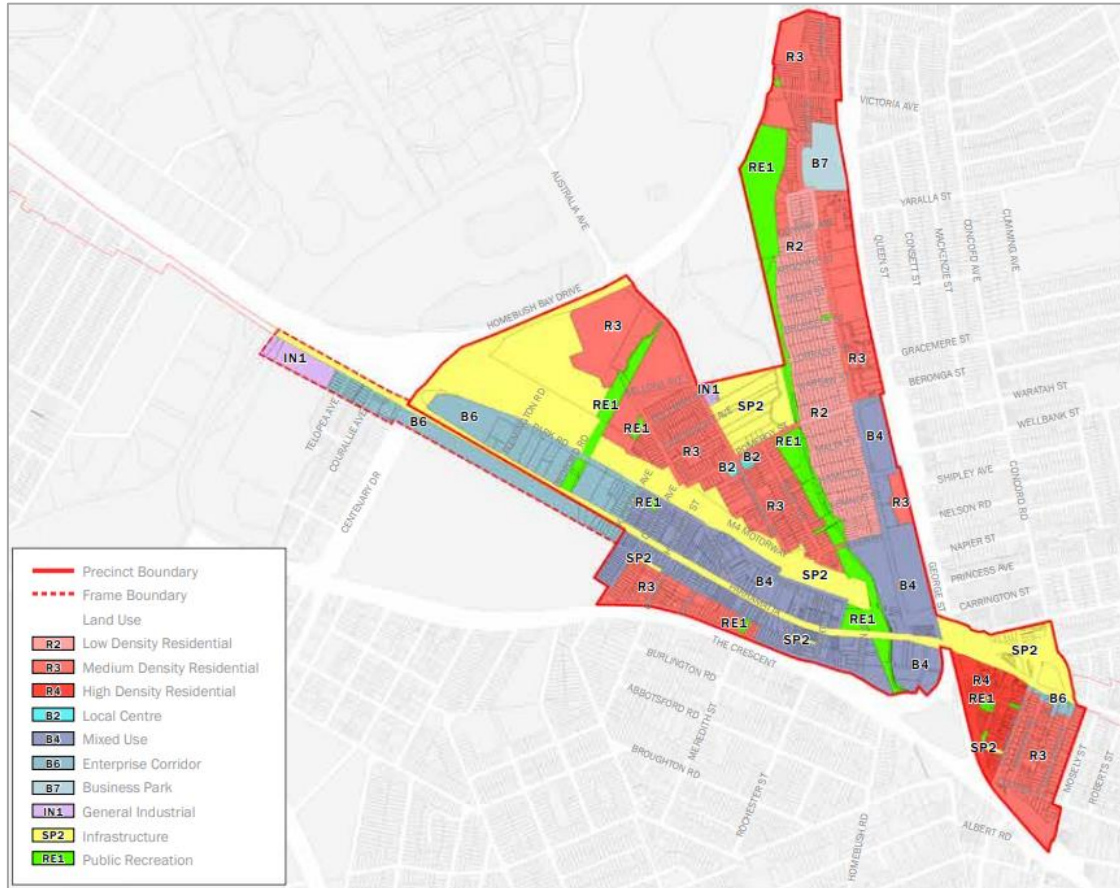 R3
VICTORIA AVE
B7
RE1
AUSTRALIA AVE
YARALLA ST
QUEEN ST
CONSETT ST
MACKENZIE ST
CONCORD AVE
CUMMING AVE
R2
HOMEBUSH BAY DRIVE
R3
IN1
R3
GRACEMERE ST
BERONGA ST
IN1
WARATAH ST
WELLBANK ST
SP2
RE1
B6
B6
RE1
R2
TELOPEA AVE
COURALLIE AVE
CENTENARY DR
PARK RD
RE1
B4
R3
B2
B2
SHIPLEY AVE
CONCORD RD
NELSON RD
R3
RE1
R3
M4 MOTORWAY
NAPIER ST
PRINCESS AVE
SP2
SP2
B4
B4
GEORGE ST
CARRINGTON ST
R3
RE1
RE1
SP2
THE CRESCENT
B4
SP2
BURLINGTON RD
ABBOTSFORD RD
MEREDITH ST
BROUGHTON RD
ROCHESTER ST
HOMEBUSH RD
R4
RE1
B6
SP2
R3
MOSELY ST
ROBERTS ST
ALBERT RD
Precinct Boundary
Frame Boundary
Land Use
R2 Low Density Residential
R3 Medium Density Residential
R4 High Density Residential
B2 Local Centre
B4 Mixed Use
B6 Enterprise Corridor
B7 Business Park
IN1 General Industrial
SP2 Infrastructure
RE1 Public Recreation